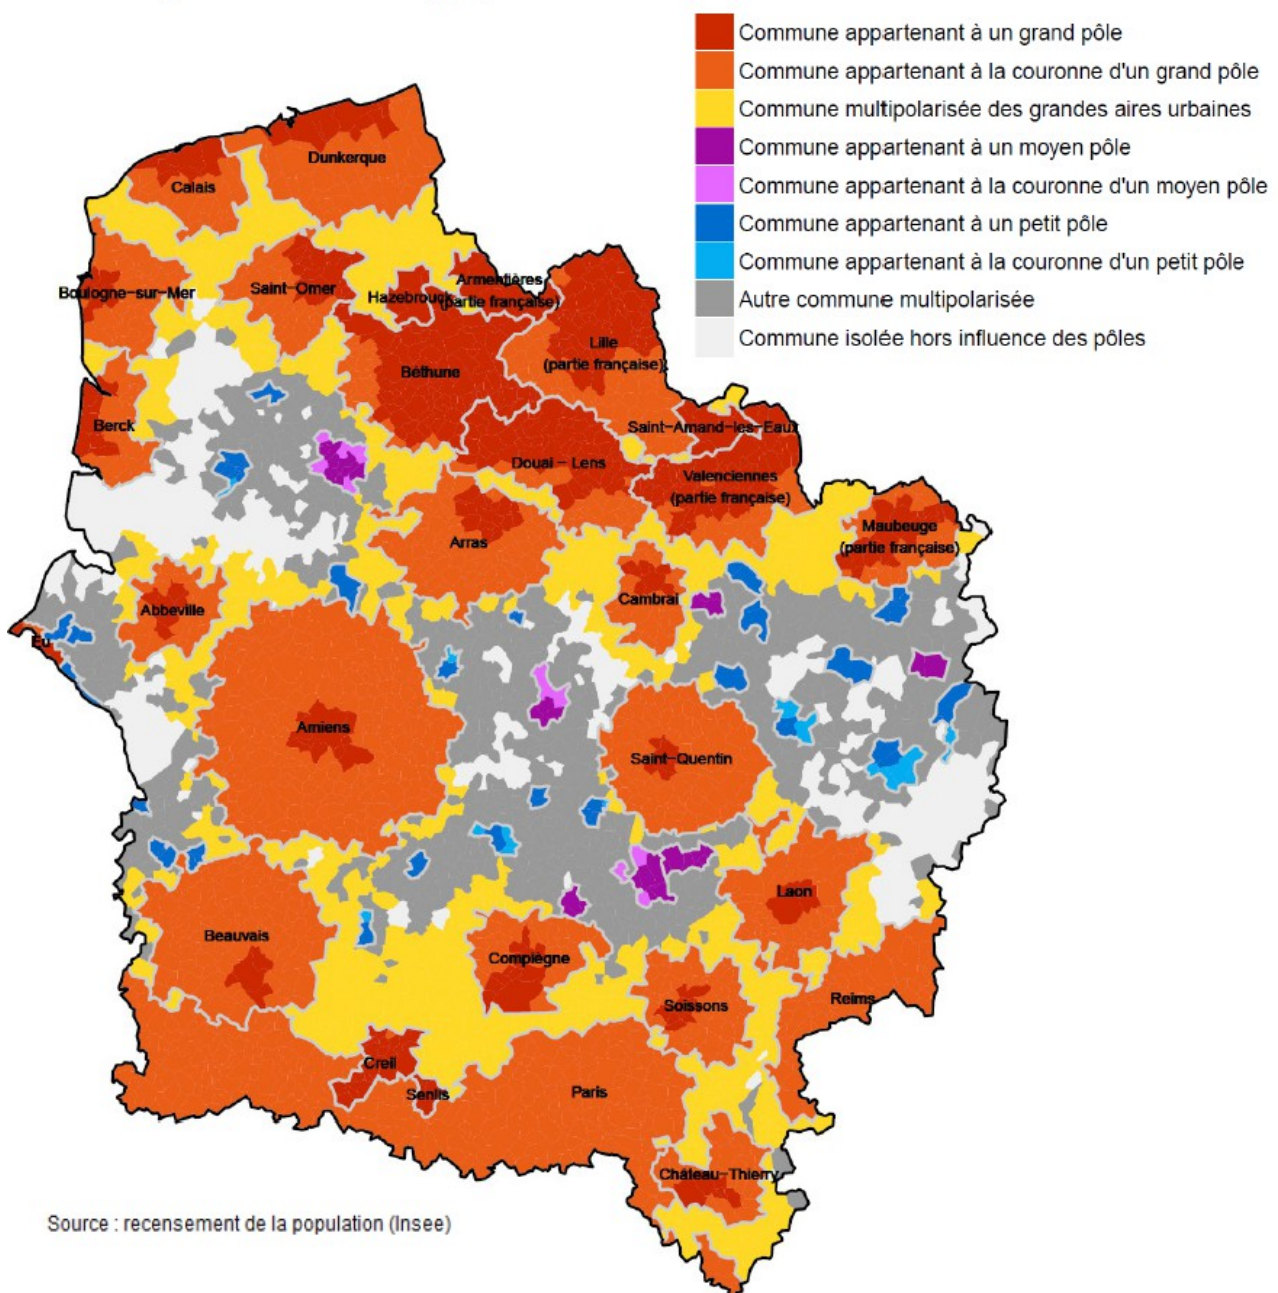 Commune appartenant à un grand pôle
Commune appartenant à la couronne d'un grand pôle
Commune multipolarisée des grandes aires urbaines
Commune appartenant à un moyen pôle
Commune appartenant à la couronne d'un moyen pôle
Commune appartenant à un petit pôle
Commune appartenant à la couronne d'un petit pôle
Autre commune multipolarisée
Commune isolée hors influence des pôles
Dunkerque
Calais
Boulogne-sur-Mer
Saint-Omer
Hazebrouck
Armentières
(partie française)
Lille
(partie française)
Béthune
Berck
Saint-Amand-les-Eaux
Douai - Lens
Valenciennes
(partie française)
Maubeuge
(partie française)
Arras
Cambrai
Abbeville
Eu
Amiens
Saint-Quentin
Laon
Beauvais
Compiègne
Soissons
Reims
Creil
Senlis
Paris
Château-Thierry
Source : recensement de la population (Insee)